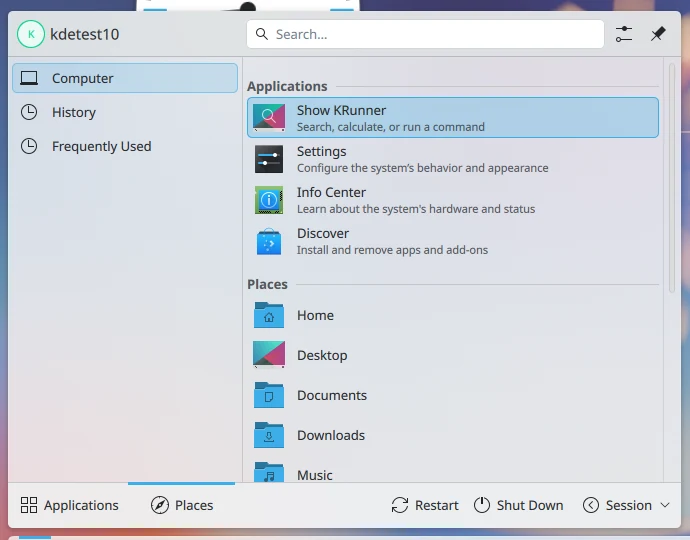 K
kdetest10
Search...
Computer
History
Frequently Used
Applications
Show KRunner
Search, calculate, or run a command
Settings
Configure the system's behavior and appearance
Info Center
Learn about the system's hardware and status
Discover
Install and remove apps and add-ons
Places
Home
Desktop
Documents
Downloads
Music
Applications
Places
Restart
Shut Down
Session